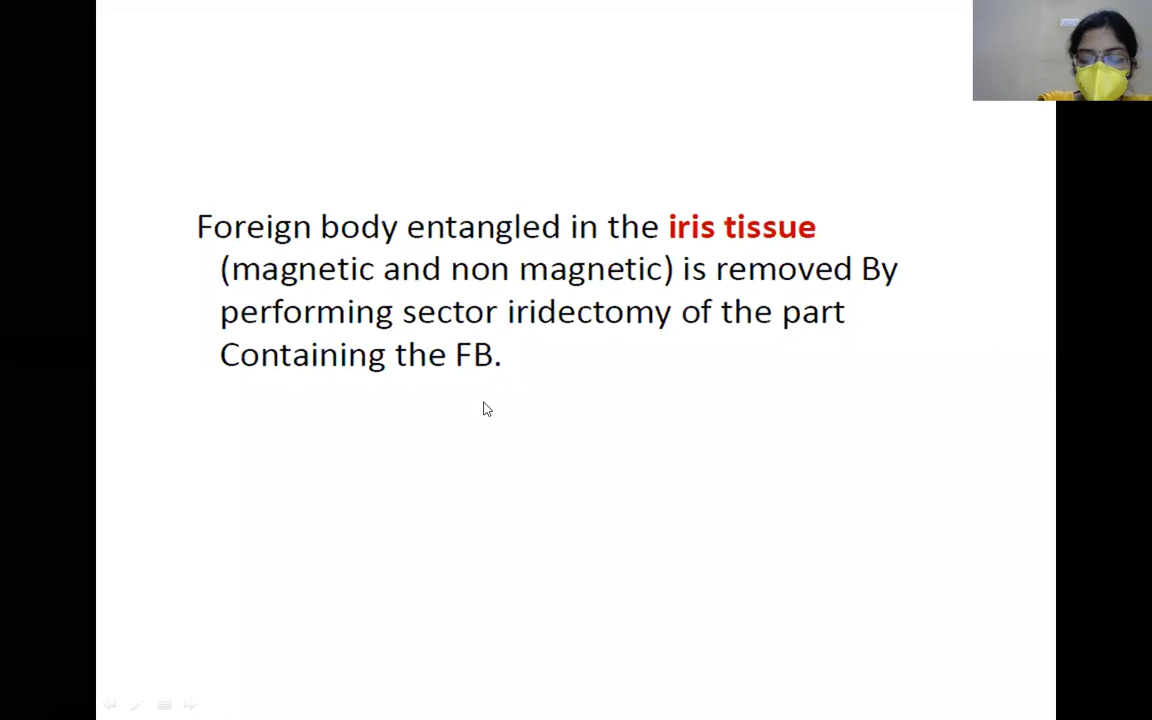 Foreign body entangled in the iris tissue
(magnetic and non magnetic) is removed By
performing sector iridectomy of the part
Containing the FB.